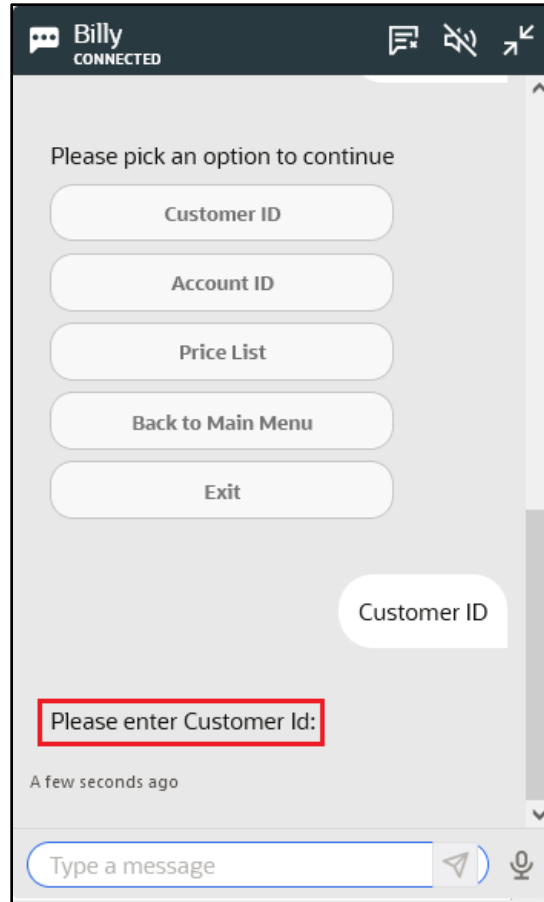 Billy
CONNECTED
Please pick an option to continue
Customer ID
Account ID
Price List
Back to Main Menu
Exit
Customer ID
Please enter Customer Id:
A few seconds ago
Type a message